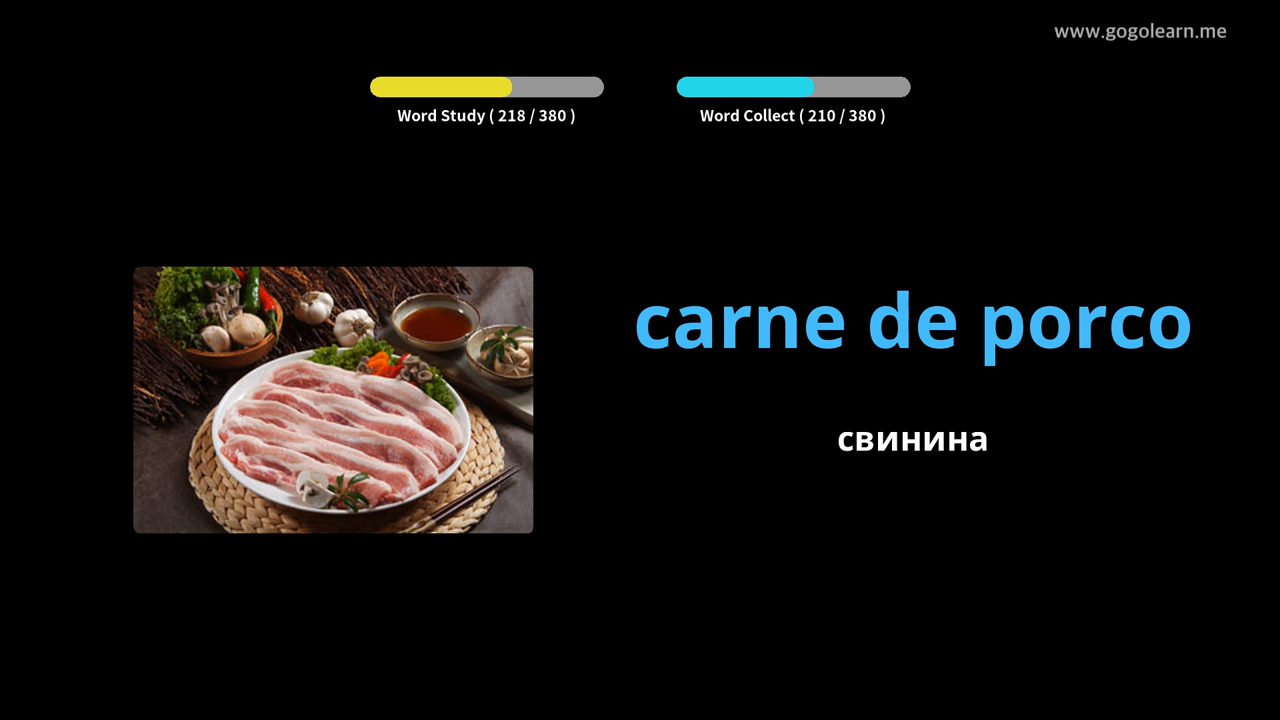 www.gogolearn.me
Word Study ( 218 / 380 )
Word Collect ( 210 / 380 )
carne de porco
свинина